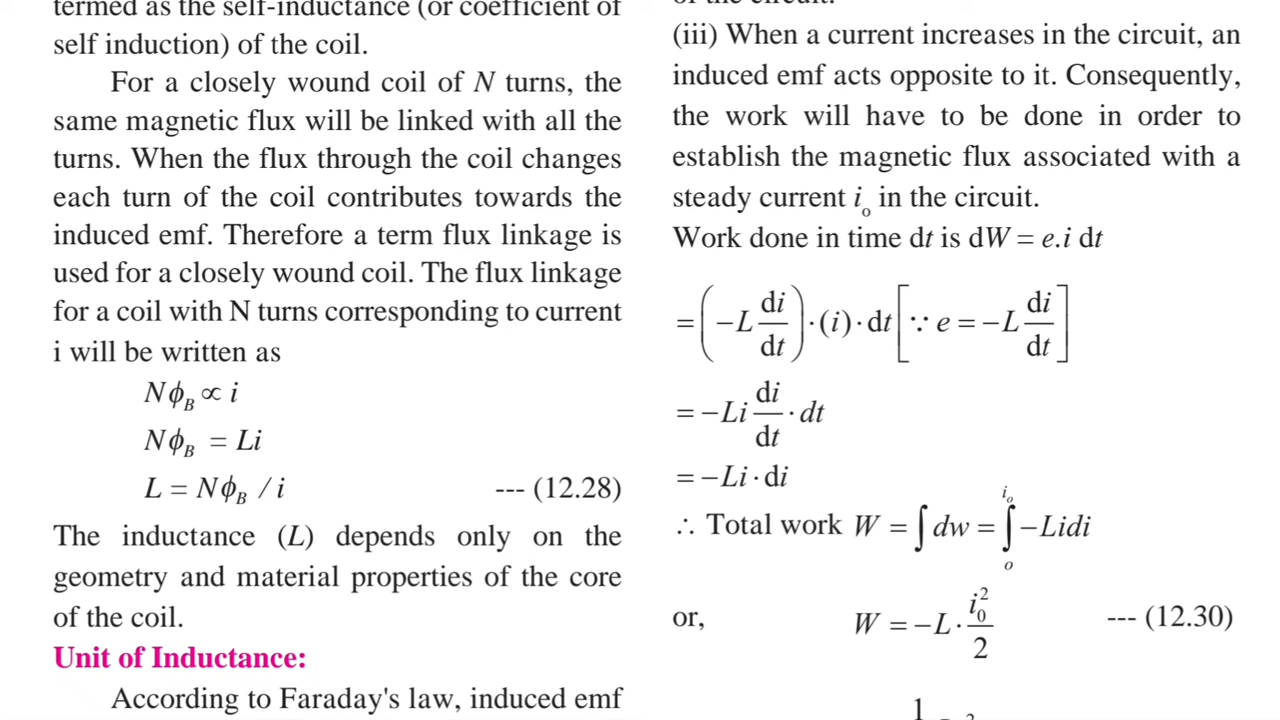 termed as the self-inductance (or coefficient of
self induction) of the coil.
For a closely wound coil of N turns, the
same magnetic flux will be linked with all the
turns. When the flux through the coil changes
each turn of the coil contributes towards the
induced emf. Therefore a term flux linkage is
used for a closely wound coil. The flux linkage
for a coil with N turns corresponding to current
i will be written as
Nϕ_B ∝ i
Nϕ_B = Li
L = Nϕ_B / i --- (12.28)
The inductance (L) depends only on the
geometry and material properties of the core
of the coil.
Unit of Inductance:
According to Faraday's law, induced emf
of the circuit.
(iii) When a current increases in the circuit, an
induced emf acts opposite to it. Consequently,
the work will have to be done in order to
establish the magnetic flux associated with a
steady current i_o in the circuit.
Work done in time dt is dW = e.i dt
= (−L di/dt) · (i) · dt [∵ e = −L di/dt]
= −Li di/dt · dt
= −Li · di
∴ Total work W = ∫ dw = ∫_o^{i_o} −Lidi
or, W = −L · i_0^2/2 --- (12.30)